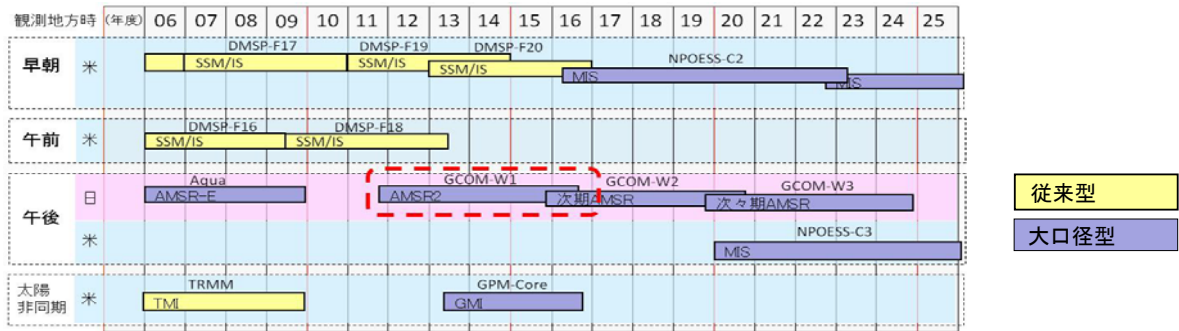 観測地方時 (年度) 06 07 08 09 10 11 12 13 14 15 16 17 18 19 20 21 22 23 24 25
DMSP-F17 DMSP-F19 DMSP-F20 NPOESS-C2
早朝 米 SSM/IS SSM/IS SSM/IS MIS MIS
DMSP-F16 DMSP-F18
午前 米 SSM/IS SSM/IS
Aqua GCOM-W1 GCOM-W2 GCOM-W3
日 AMSR-E AMSR2 次期AMSR 次々期AMSR
午後
NPOESS-C3
米 MIS
TRMM GPM-Core
太陽
非同期 米 TMI GMI
従来型
大口径型